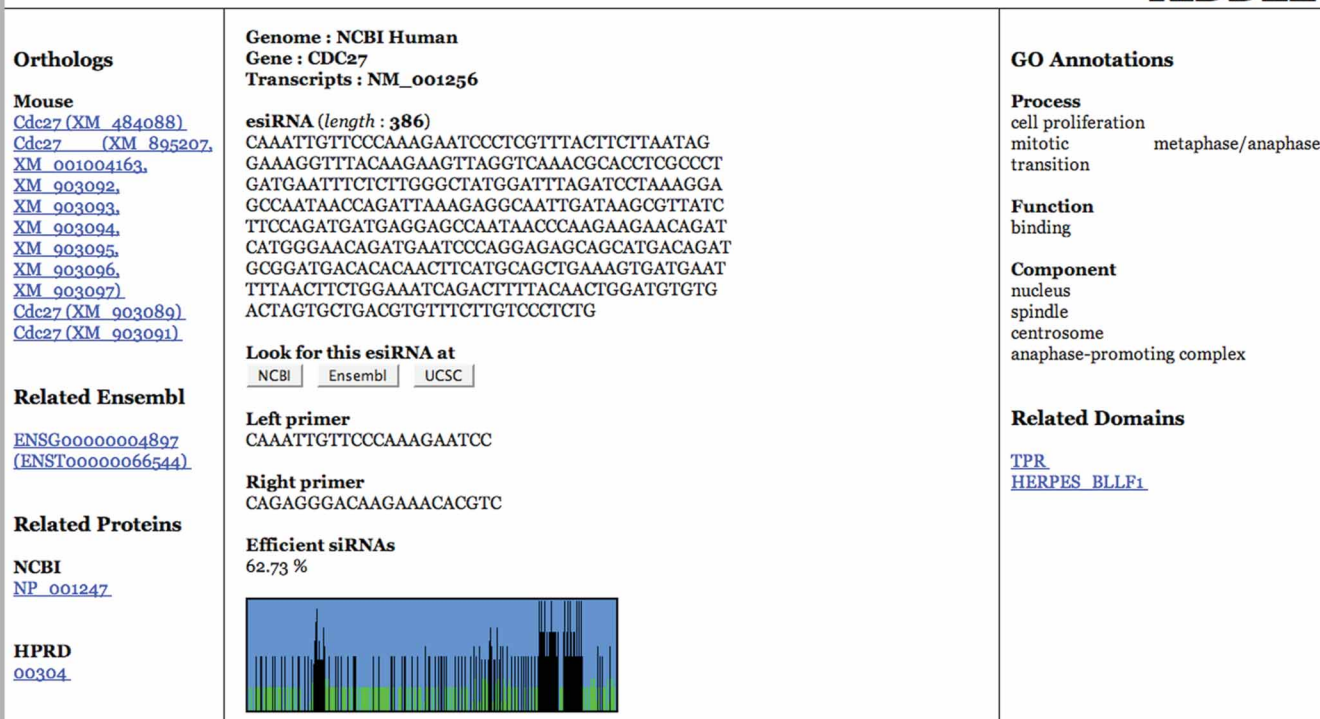 Orthologs
Mouse
Cdc27 (XM_484088)
Cdc27 (XM_895207,
XM_001004163,
XM_903092,
XM_903093,
XM_903094,
XM_903095,
XM_903096,
XM_903097)
Cdc27 (XM_903089)
Cdc27 (XM_903091)
Related Ensembl
ENSG00000004897
(ENST00000066544)
Related Proteins
NCBI
NP_001247
HPRD
00304
Genome : NCBI Human
Gene : CDC27
Transcripts : NM_001256
esiRNA (length : 386)
CAAATTGTTCCCAAAGAATCCCTCGTTTACTTCTTAATAG
GAAAGGTTTACAAGAAGTTAGGTCAAACGCACCTCGCCCT
GATGAATTTCTCTTGGGCTATGGATTTAGATCCTAAAGGA
GCCAATAACCAGATTAAAGAGGCAATTGATAAGCGTTATC
TTCCAGATGATGAGGAGCCAATAACCCAAGAAGAACAGAT
CATGGGAACAGATGAATCCCAGGAGAGCAGCATGACAGAT
GCGGATGACACACAACTTCATGCAGCTGAAAGTGATGAAT
TTTAACTTCTGGAAATCAGACTTTTACAACTGGATGTGTG
ACTAGTGCTGACGTGTTTCTTGTCCCTCTG
Look for this esiRNA at
NCBI Ensembl UCSC
Left primer
CAAATTGTTCCCAAAGAATCC
Right primer
CAGAGGGACAAGAAACACGTC
Efficient siRNAs
62.73 %
GO Annotations
Process
cell proliferation
mitotic metaphase/anaphase
transition
Function
binding
Component
nucleus
spindle
centrosome
anaphase-promoting complex
Related Domains
TPR
HERPES_BLLF1